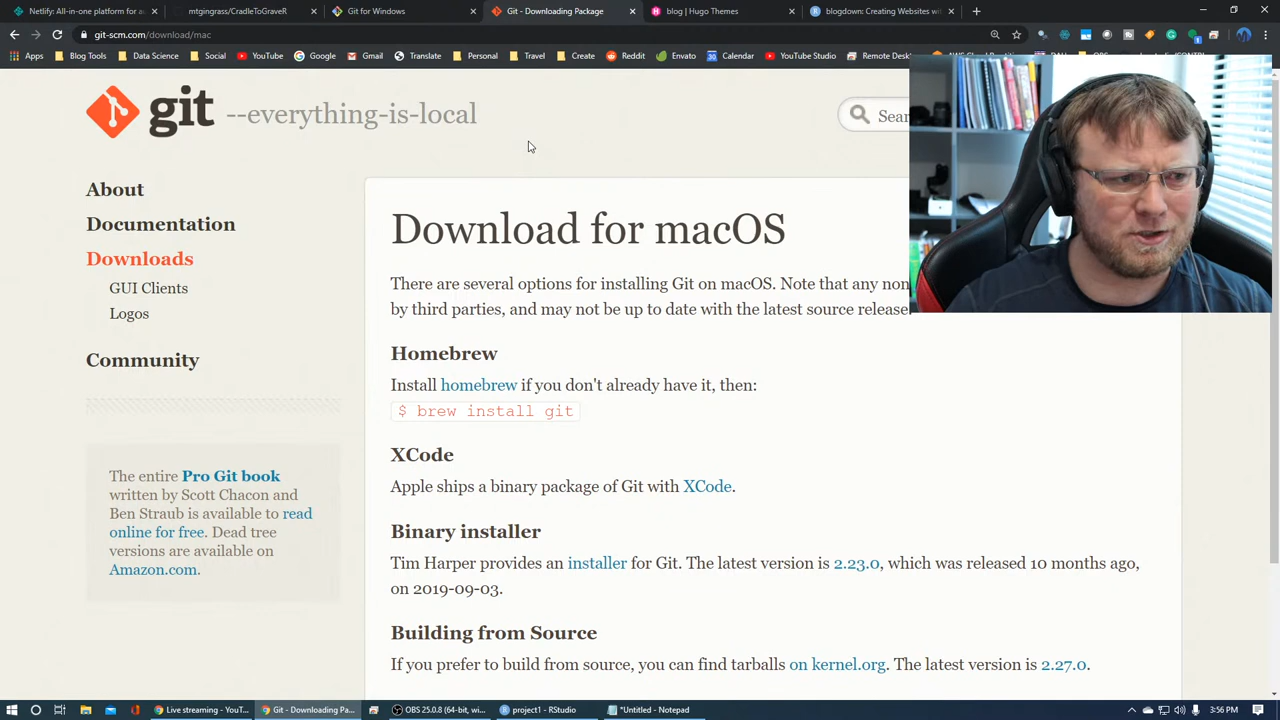 Netlify: All-in-one platform for a
mtgingrass/CradleToGraveR
Git for Windows
Git - Downloading Package
blog | Hugo Themes
blogdown: Creating Websites wi
git-scm.com/download/mac
Apps
Blog Tools
Data Science
Social
YouTube
Google
Gmail
Translate
Personal
Travel
Create
Reddit
Envato
Calendar
YouTube Studio
Remote Desk
git --everything-is-local
Sear
About
Documentation
Downloads
GUI Clients
Logos
Community
The entire Pro Git book
written by Scott Chacon and
Ben Straub is available to read
online for free. Dead tree
versions are available on
Amazon.com.
Download for macOS
There are several options for installing Git on macOS. Note that any non
by third parties, and may not be up to date with the latest source release.
Homebrew
Install homebrew if you don't already have it, then:
$ brew install git
XCode
Apple ships a binary package of Git with XCode.
Binary installer
Tim Harper provides an installer for Git. The latest version is 2.23.0, which was released 10 months ago,
on 2019-09-03.
Building from Source
If you prefer to build from source, you can find tarballs on kernel.org. The latest version is 2.27.0.
Live streaming - YouT...
Git - Downloading Pa...
OBS 25.0.8 (64-bit, wi...
project1 - RStudio
*Untitled - Notepad
3:56 PM